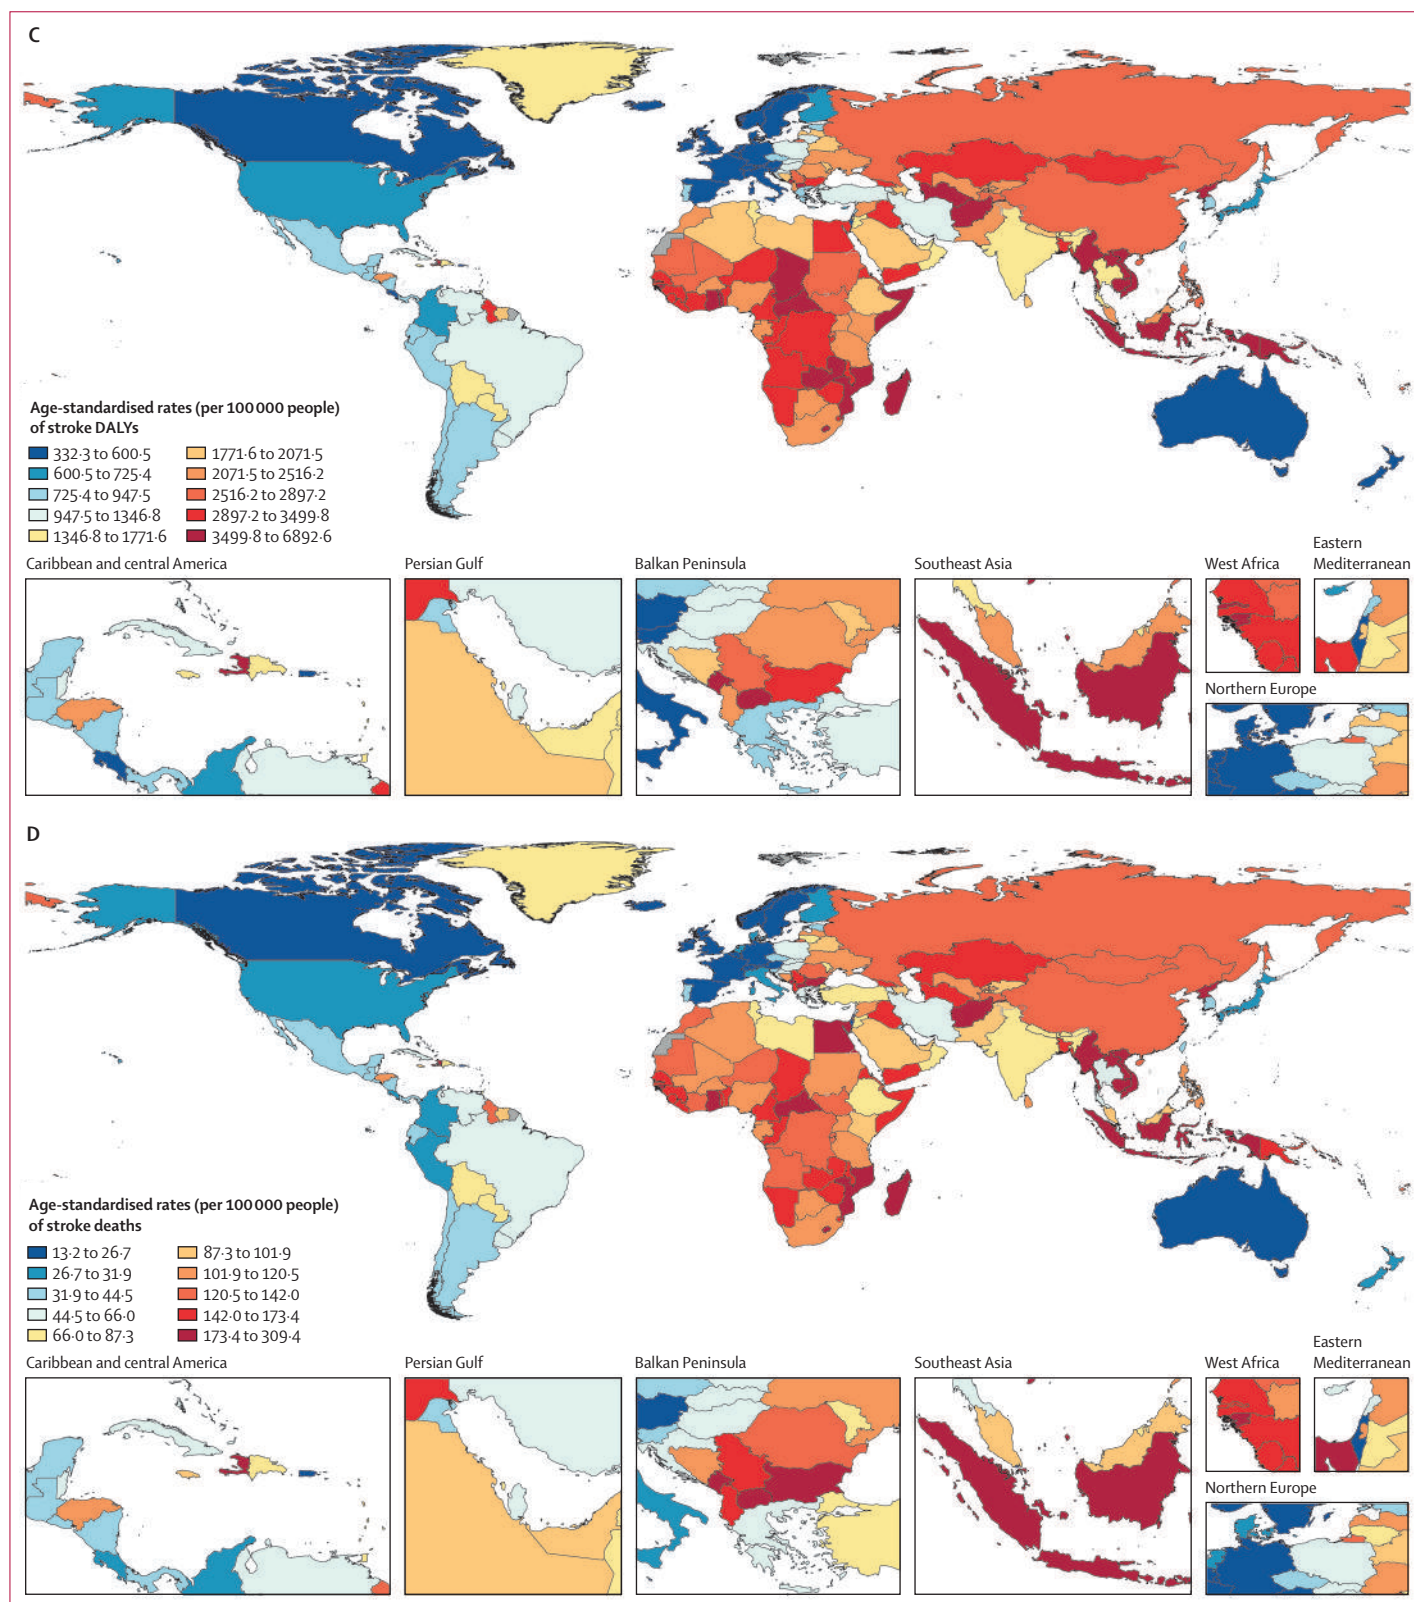 C
Age-standardised rates (per 100 000 people)
of stroke DALYs
332·3 to 600·5
600·5 to 725·4
725·4 to 947·5
947·5 to 1346·8
1346·8 to 1771·6
1771·6 to 2071·5
2071·5 to 2516·2
2516·2 to 2897·2
2897·2 to 3499·8
3499·8 to 6892·6
Caribbean and central America
Persian Gulf
Balkan Peninsula
Southeast Asia
West Africa
Eastern
Mediterranean
Northern Europe
D
Age-standardised rates (per 100 000 people)
of stroke deaths
13·2 to 26·7
26·7 to 31·9
31·9 to 44·5
44·5 to 66·0
66·0 to 87·3
87·3 to 101·9
101·9 to 120·5
120·5 to 142·0
142·0 to 173·4
173·4 to 309·4
Caribbean and central America
Persian Gulf
Balkan Peninsula
Southeast Asia
West Africa
Eastern
Mediterranean
Northern Europe